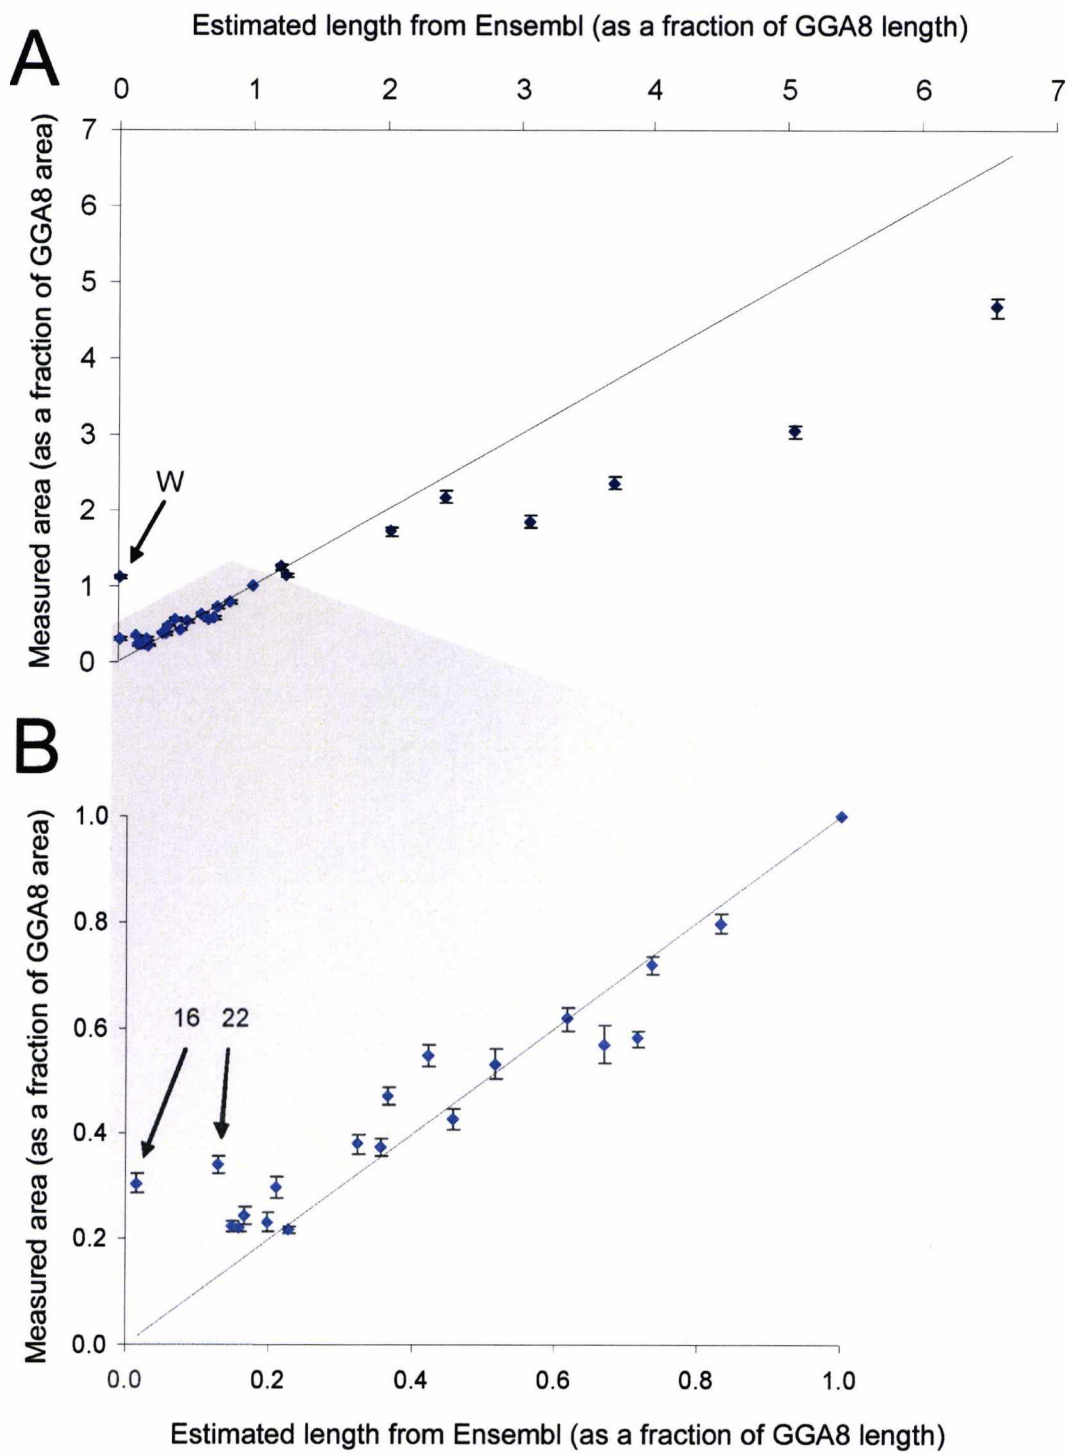 Estimated length from Ensembl (as a fraction of GGA8 length)
A
0 1 2 3 4 5 6 7
Measured area (as a fraction of GGA8 area)
7
6
5
4
3
2
1
0
W
B
Measured area (as a fraction of GGA8 area)
1.0
0.8
0.6
0.4
0.2
0.0
16 22
0.0 0.2 0.4 0.6 0.8 1.0
Estimated length from Ensembl (as a fraction of GGA8 length)